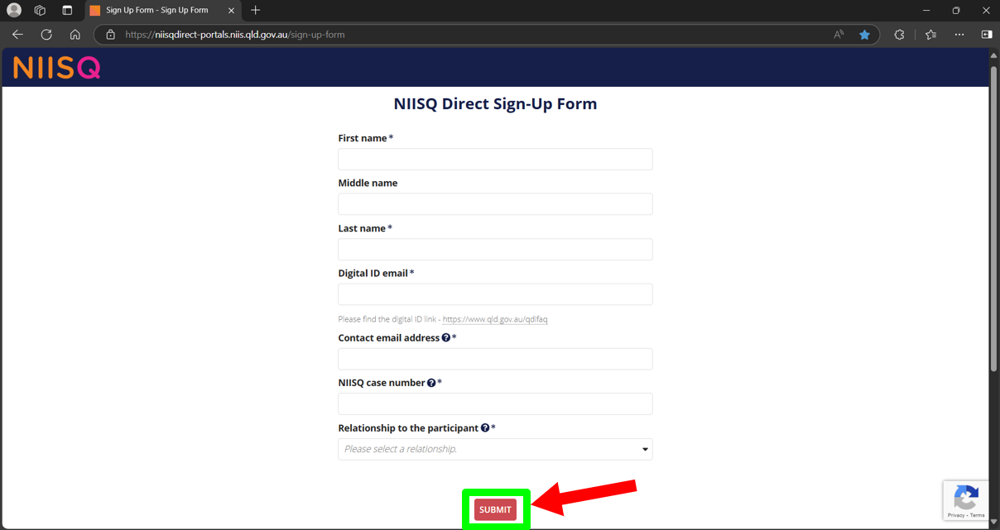 Sign Up Form - Sign Up Form
https://niisqdirect-portals.niis.qld.gov.au/sign-up-form
NIISQ
NIISQ Direct Sign-Up Form
First name *
Middle name
Last name *
Digital ID email *
Please find the digital ID link - https://www.qld.gov.au/qdifaq
Contact email address ? *
NIISQ case number ? *
Relationship to the participant ? *
Please select a relationship.
SUBMIT
Privacy - Terms